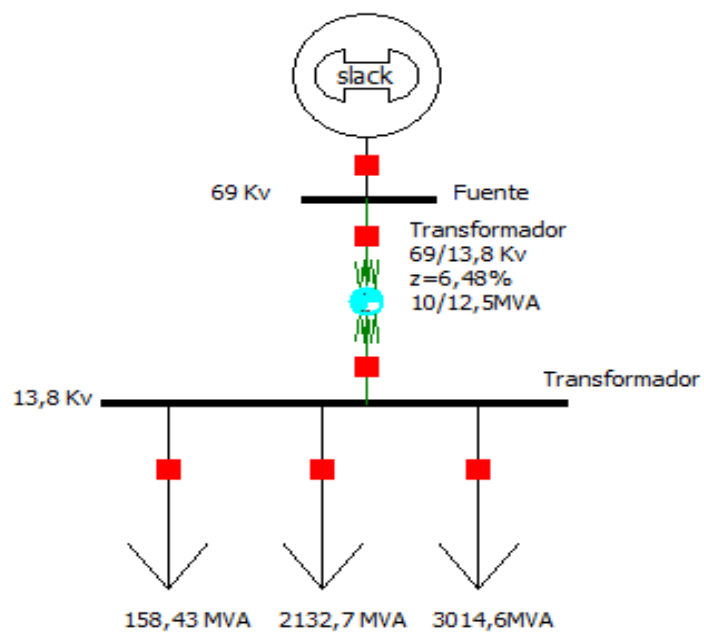 slack
69 Kv
Fuente
Transformador
69/13,8 Kv
z=6,48%
10/12,5MVA
Transformador
13,8 Kv
158,43 MVA
2132,7 MVA
3014,6MVA